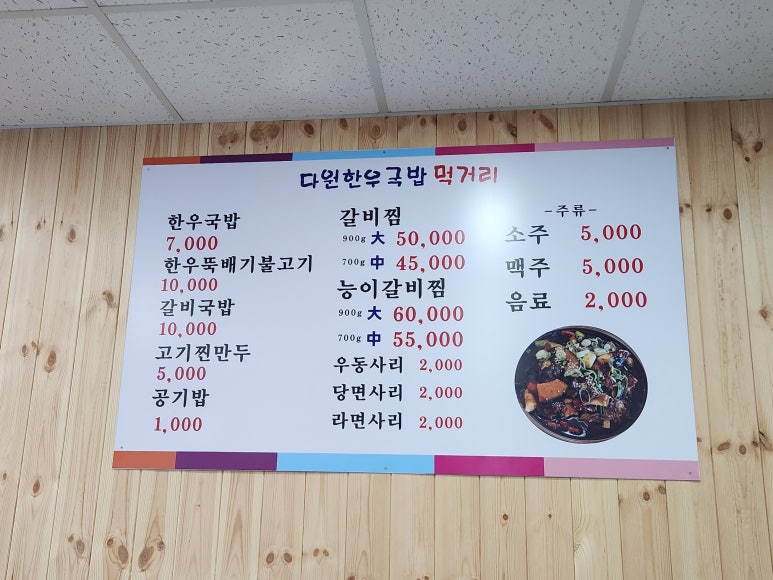 다원한우국밥 먹거리
한우국밥
7,000
한우뚝배기불고기
10,000
갈비국밥
10,000
고기찐만두
5,000
공기밥
1,000
갈비찜
900g 大 50,000
700g 中 45,000
능이갈비찜
900g 大 60,000
700g 中 55,000
우동사리 2,000
당면사리 2,000
라면사리 2,000
-주류-
소주 5,000
맥주 5,000
음료 2,000